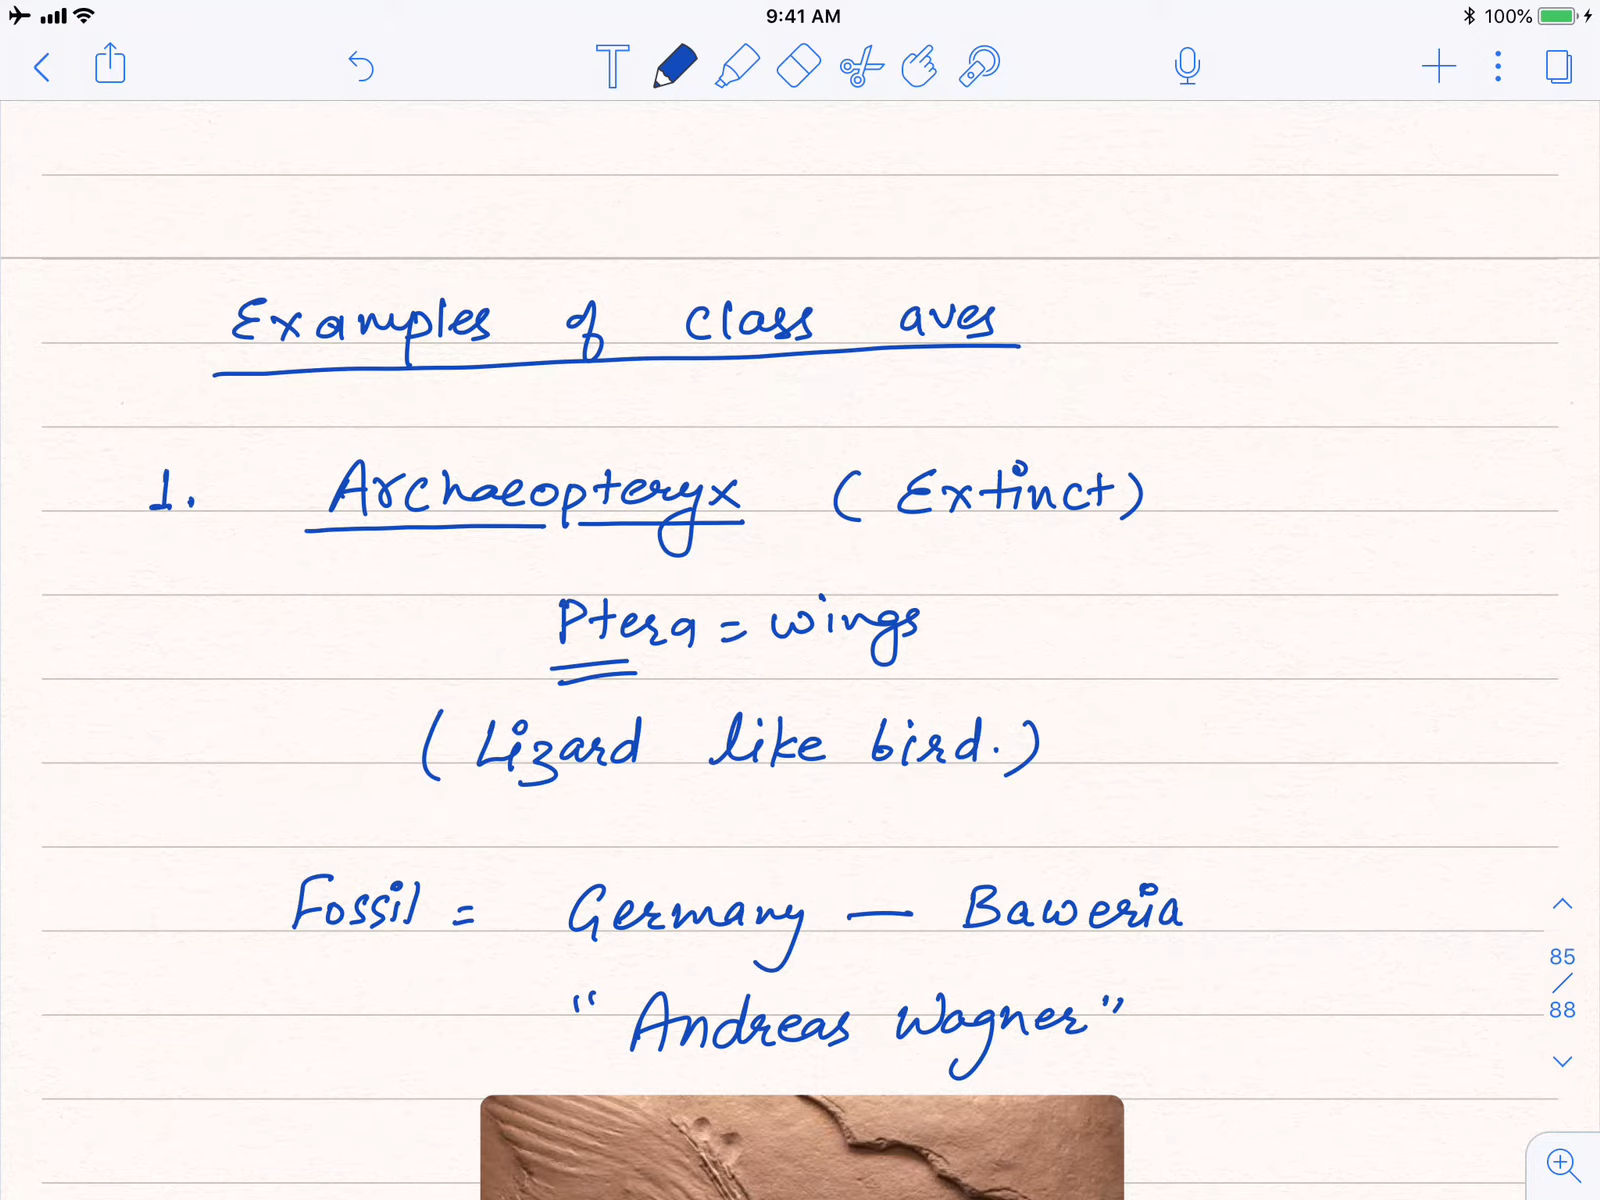 9:41 AM
100%
Examples of class aves
1. Archaeopteryx (Extinct)
Ptera = wings
(Lizard like bird.)
Fossil = Germany — Baweria
"Andreas Wagner"
85
/
88